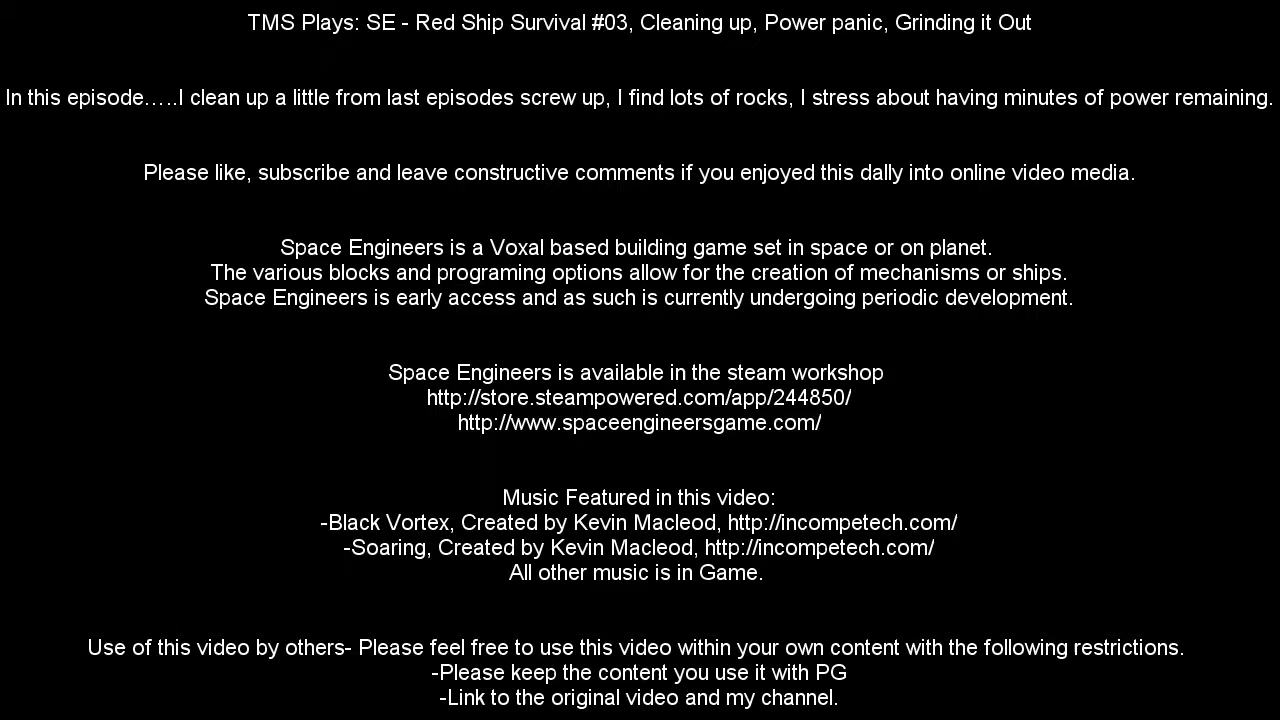 TMS Plays: SE - Red Ship Survival #03, Cleaning up, Power panic, Grinding it Out
In this episode…..I clean up a little from last episodes screw up, I find lots of rocks, I stress about having minutes of power remaining.
Please like, subscribe and leave constructive comments if you enjoyed this dally into online video media.
Space Engineers is a Voxal based building game set in space or on planet.
The various blocks and programing options allow for the creation of mechanisms or ships.
Space Engineers is early access and as such is currently undergoing periodic development.
Space Engineers is available in the steam workshop
http://store.steampowered.com/app/244850/
http://www.spaceengineersgame.com/
Music Featured in this video:
-Black Vortex, Created by Kevin Macleod, http://incompetech.com/
-Soaring, Created by Kevin Macleod, http://incompetech.com/
All other music is in Game.
Use of this video by others- Please feel free to use this video within your own content with the following restrictions.
-Please keep the content you use it with PG
-Link to the original video and my channel.